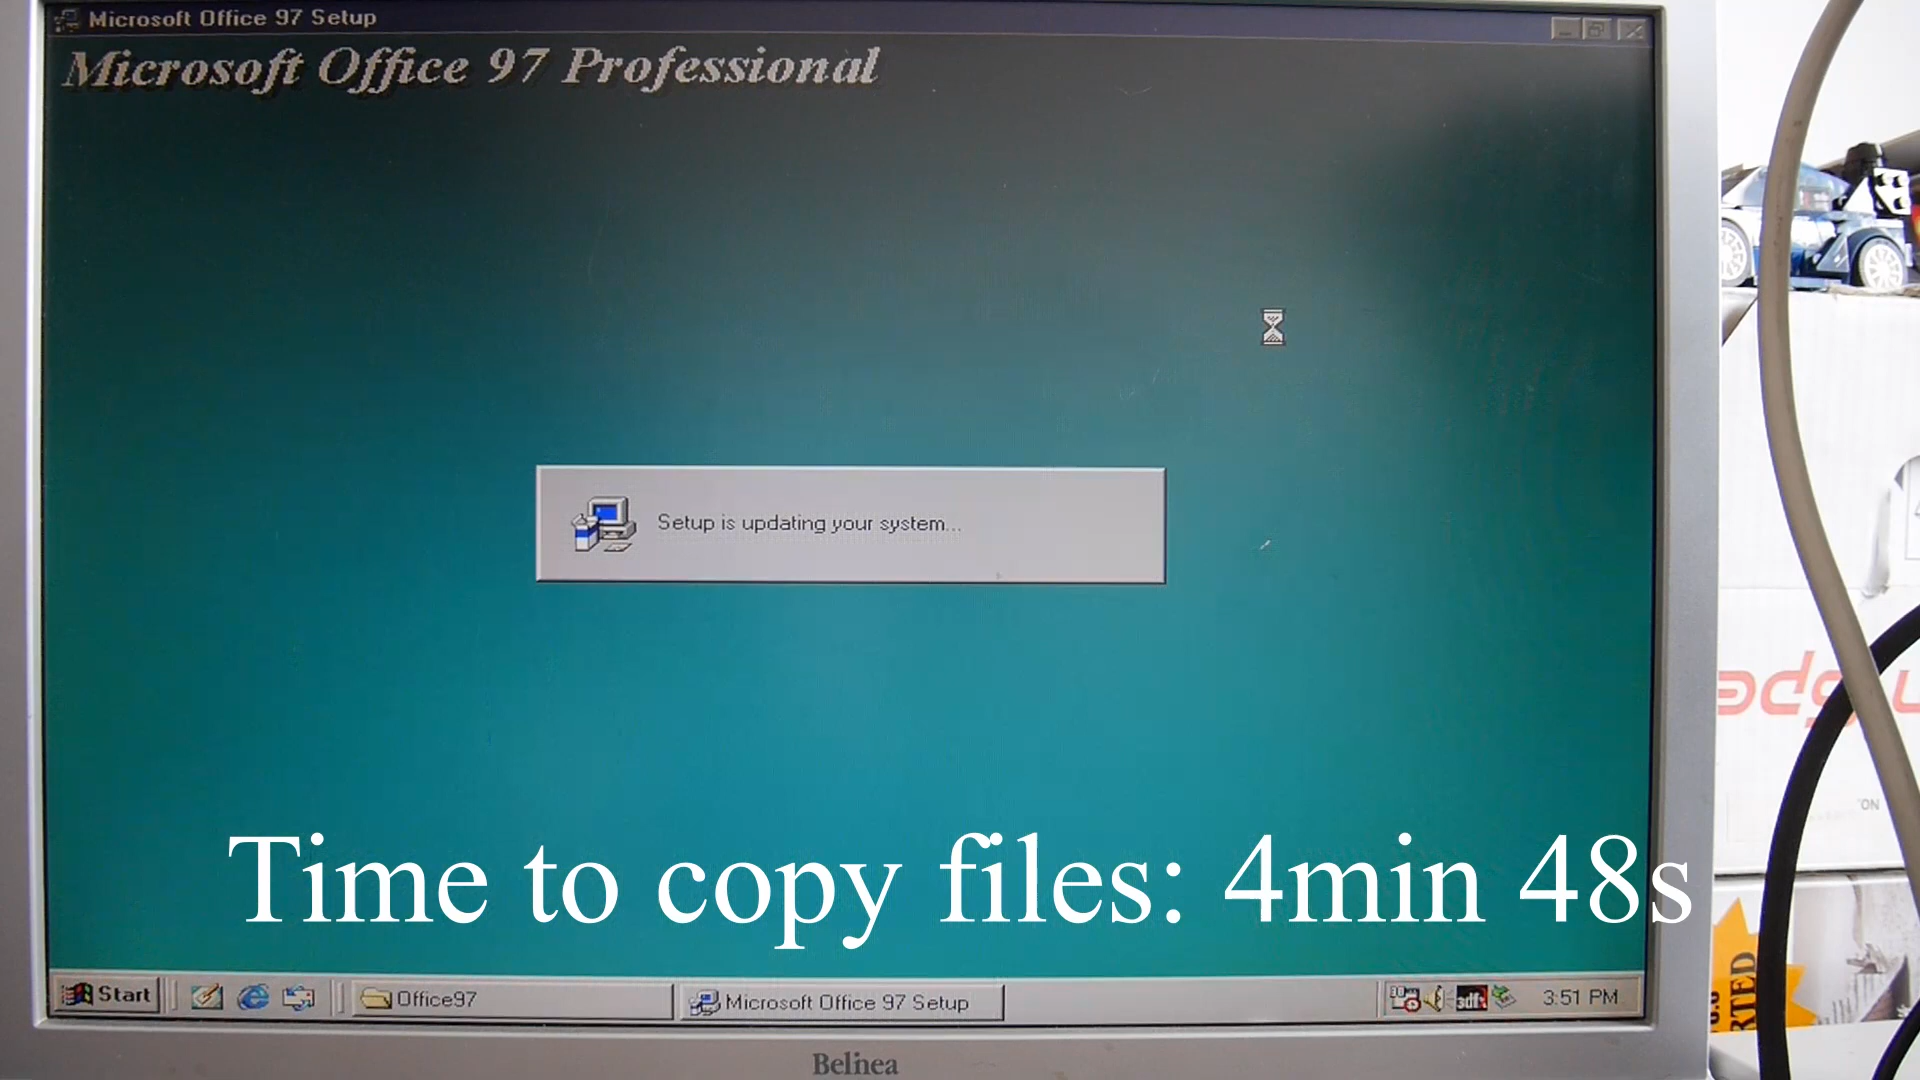 Microsoft Office 97 Setup
Microsoft Office 97 Professional
Setup is updating your system...
Time to copy files: 4min 48s
Start
Office97
Microsoft Office 97 Setup
3dfx
3:51 PM
Belinea